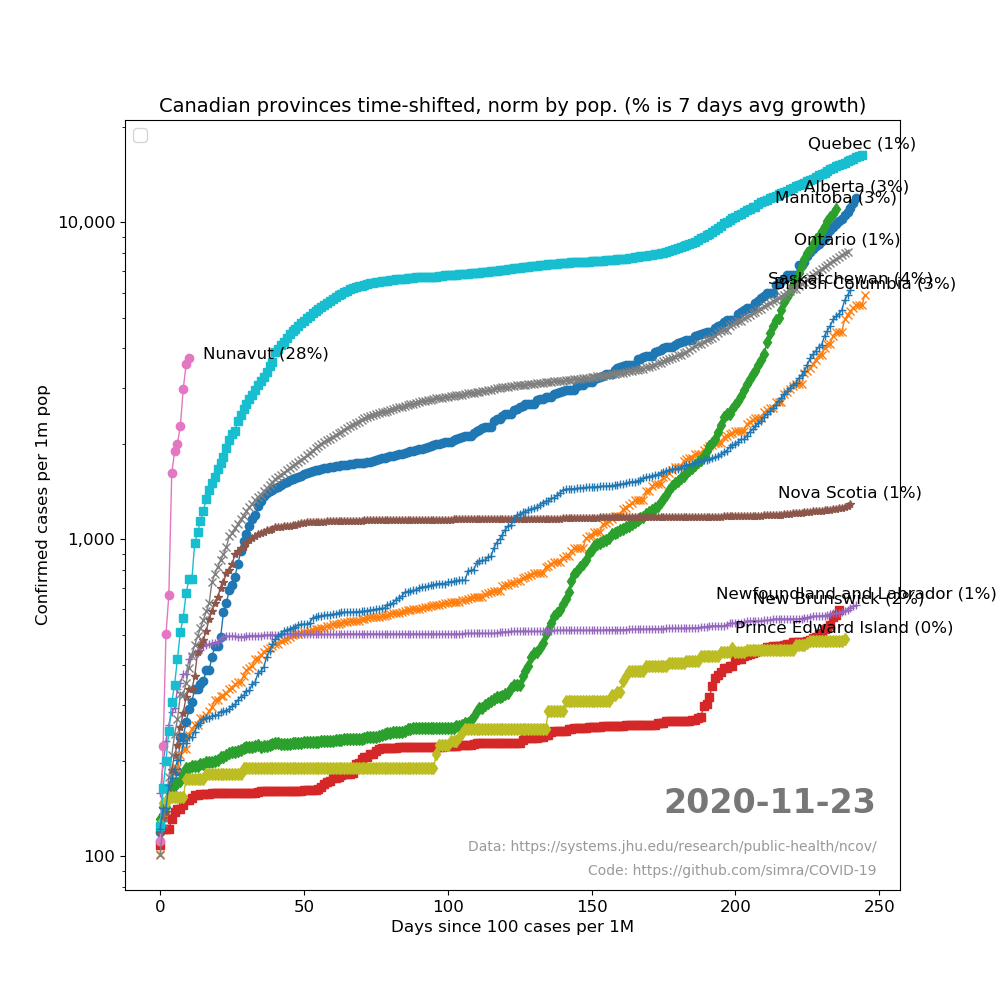 Canadian provinces time-shifted, norm by pop. (% is 7 days avg growth)
Quebec (1%)
Alberta (3%)
Manitoba (3%)
Ontario (1%)
Saskatchewan (4%)
British Columbia (3%)
Nunavut (28%)
Nova Scotia (1%)
Newfoundland and Labrador (1%)
New Brunswick (2%)
Prince Edward Island (0%)
10,000
1,000
100
Confirmed cases per 1m pop
2020-11-23
Data: https://systems.jhu.edu/research/public-health/ncov/
Code: https://github.com/simra/COVID-19
0 50 100 150 200 250
Days since 100 cases per 1M